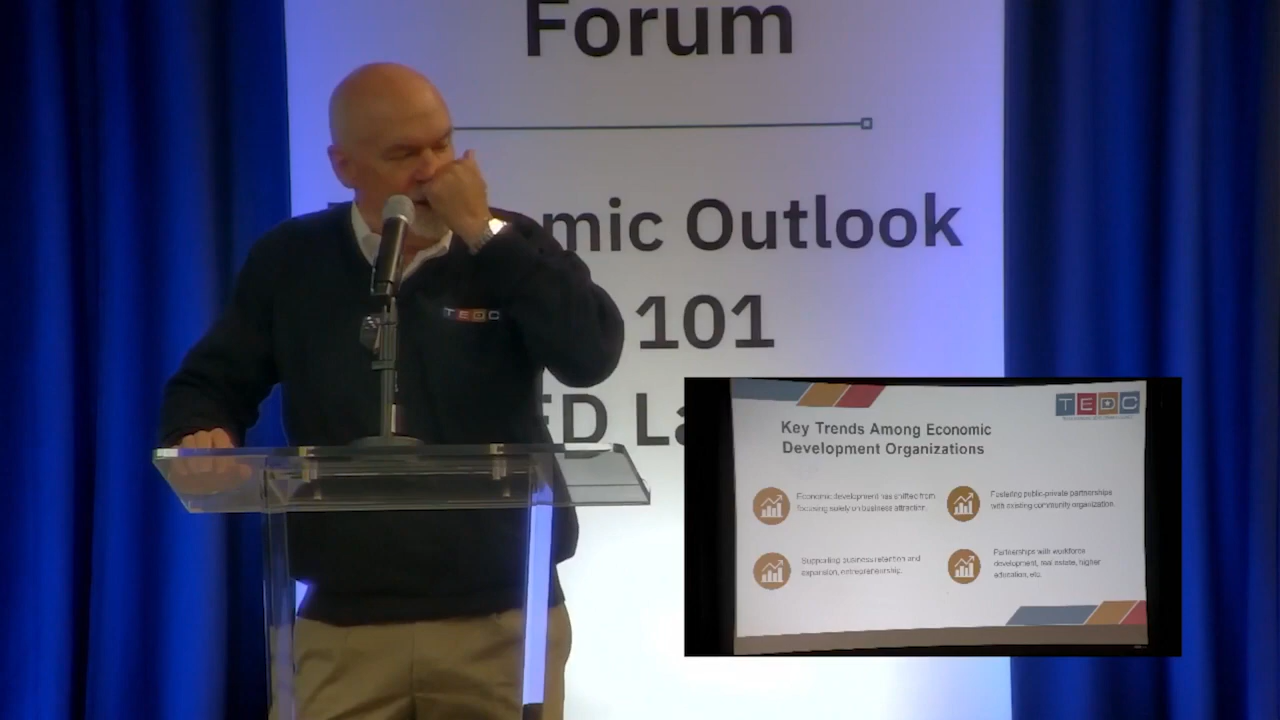 Forum
mic Outlook
101
ED La
TEDC
TEDC
Key Trends Among Economic
Development Organizations
Economic development has shifted from
focusing solely on business attraction.
Fostering public-private partnerships
with existing community organization.
Supporting business retention and
expansion, entrepreneurship.
Partnerships with workforce
development, real estate, higher
education, etc.